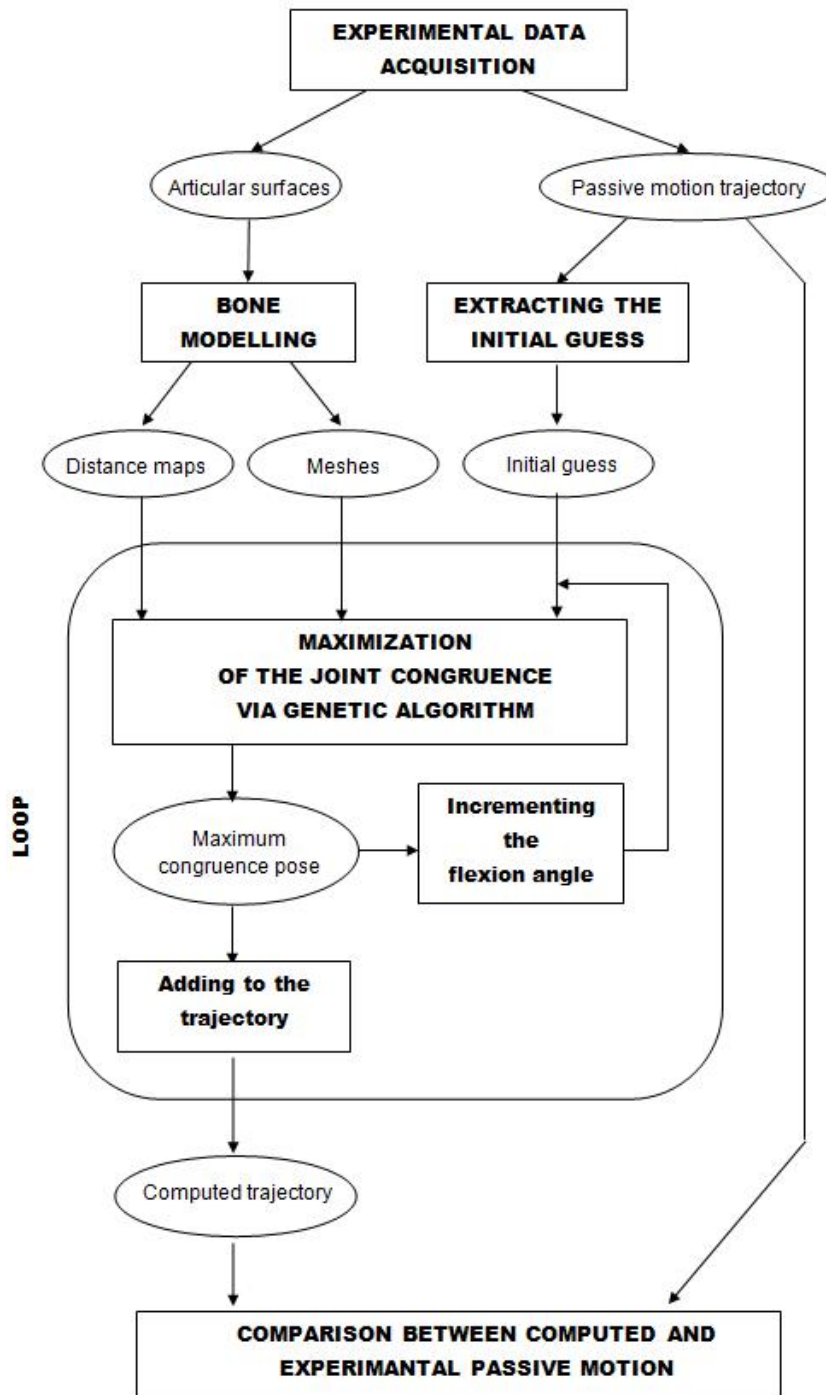 EXPERIMENTAL DATA
ACQUISITION
Articular surfaces
Passive motion trajectory
BONE
MODELLING
EXTRACTING THE
INITIAL GUESS
Distance maps
Meshes
Initial guess
MAXIMIZATION
OF THE JOINT CONGRUENCE
VIA GENETIC ALGORITHM
LOOP
Maximum
congruence pose
Incrementing
the
flexion angle
Adding to the
trajectory
Computed trajectory
COMPARISON BETWEEN COMPUTED AND
EXPERIMANTAL PASSIVE MOTION